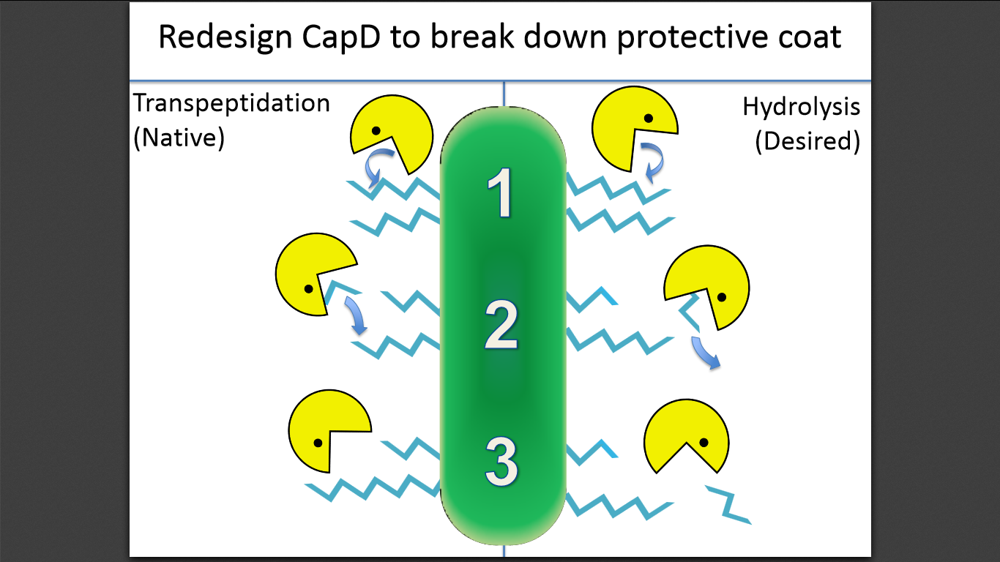 Redesign CapD to break down protective coat
Transpeptidation
(Native)
Hydrolysis
(Desired)
1
2
3